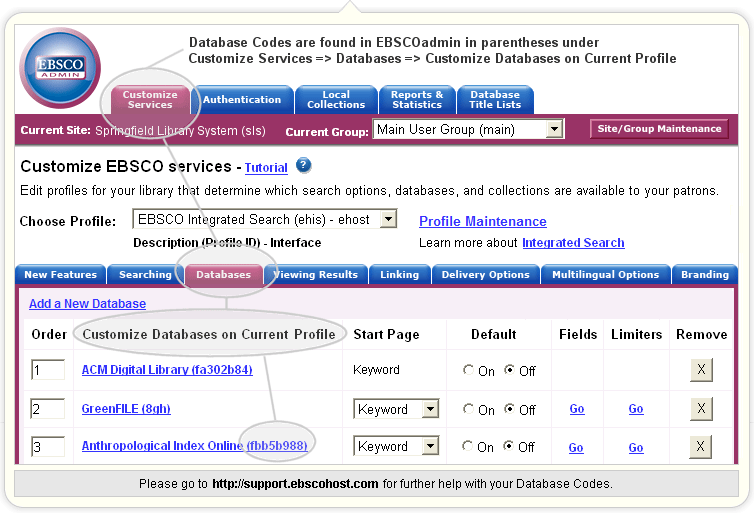 Database Codes are found in EBSCOadmin in parentheses under
Customize Services => Databases => Customize Databases on Current Profile
EBSCO
ADMIN
Customize Services
Authentication
Local Collections
Reports & Statistics
Database Title Lists
Current Site: Springfield Library System (sls)
Current Group: Main User Group (main)
Site/Group Maintenance
Customize EBSCO services - Tutorial ?
Edit profiles for your library that determine which search options, databases, and collections are available to your patrons.
Choose Profile: EBSCO Integrated Search (ehis) - ehost Profile Maintenance
Description (Profile ID) - Interface Learn more about Integrated Search
New Features Searching Databases Viewing Results Linking Delivery Options Multilingual Options Branding
Add a New Database
Order Customize Databases on Current Profile Start Page Default Fields Limiters Remove
1 ACM Digital Library (fa302b84) Keyword On Off X
2 GreenFILE (8gh) Keyword On Off Go Go X
3 Anthropological Index Online (fbb5b988) Keyword On Off Go Go X
Please go to http://support.ebscohost.com for further help with your Database Codes.